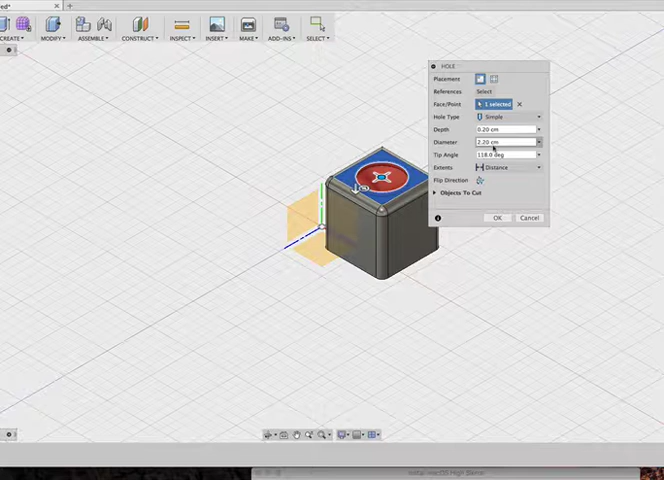 ed*
CREATE MODIFY ASSEMBLE CONSTRUCT INSPECT INSERT MAKE ADD-INS SELECT
HOLE
Placement
References Select
Face/Point 1 selected
Hole Type Simple
Depth 0.20 cm
Diameter 2.20 cm
Tip Angle 118.0 deg
Extents Distance
Flip Direction
Objects To Cut
OK Cancel